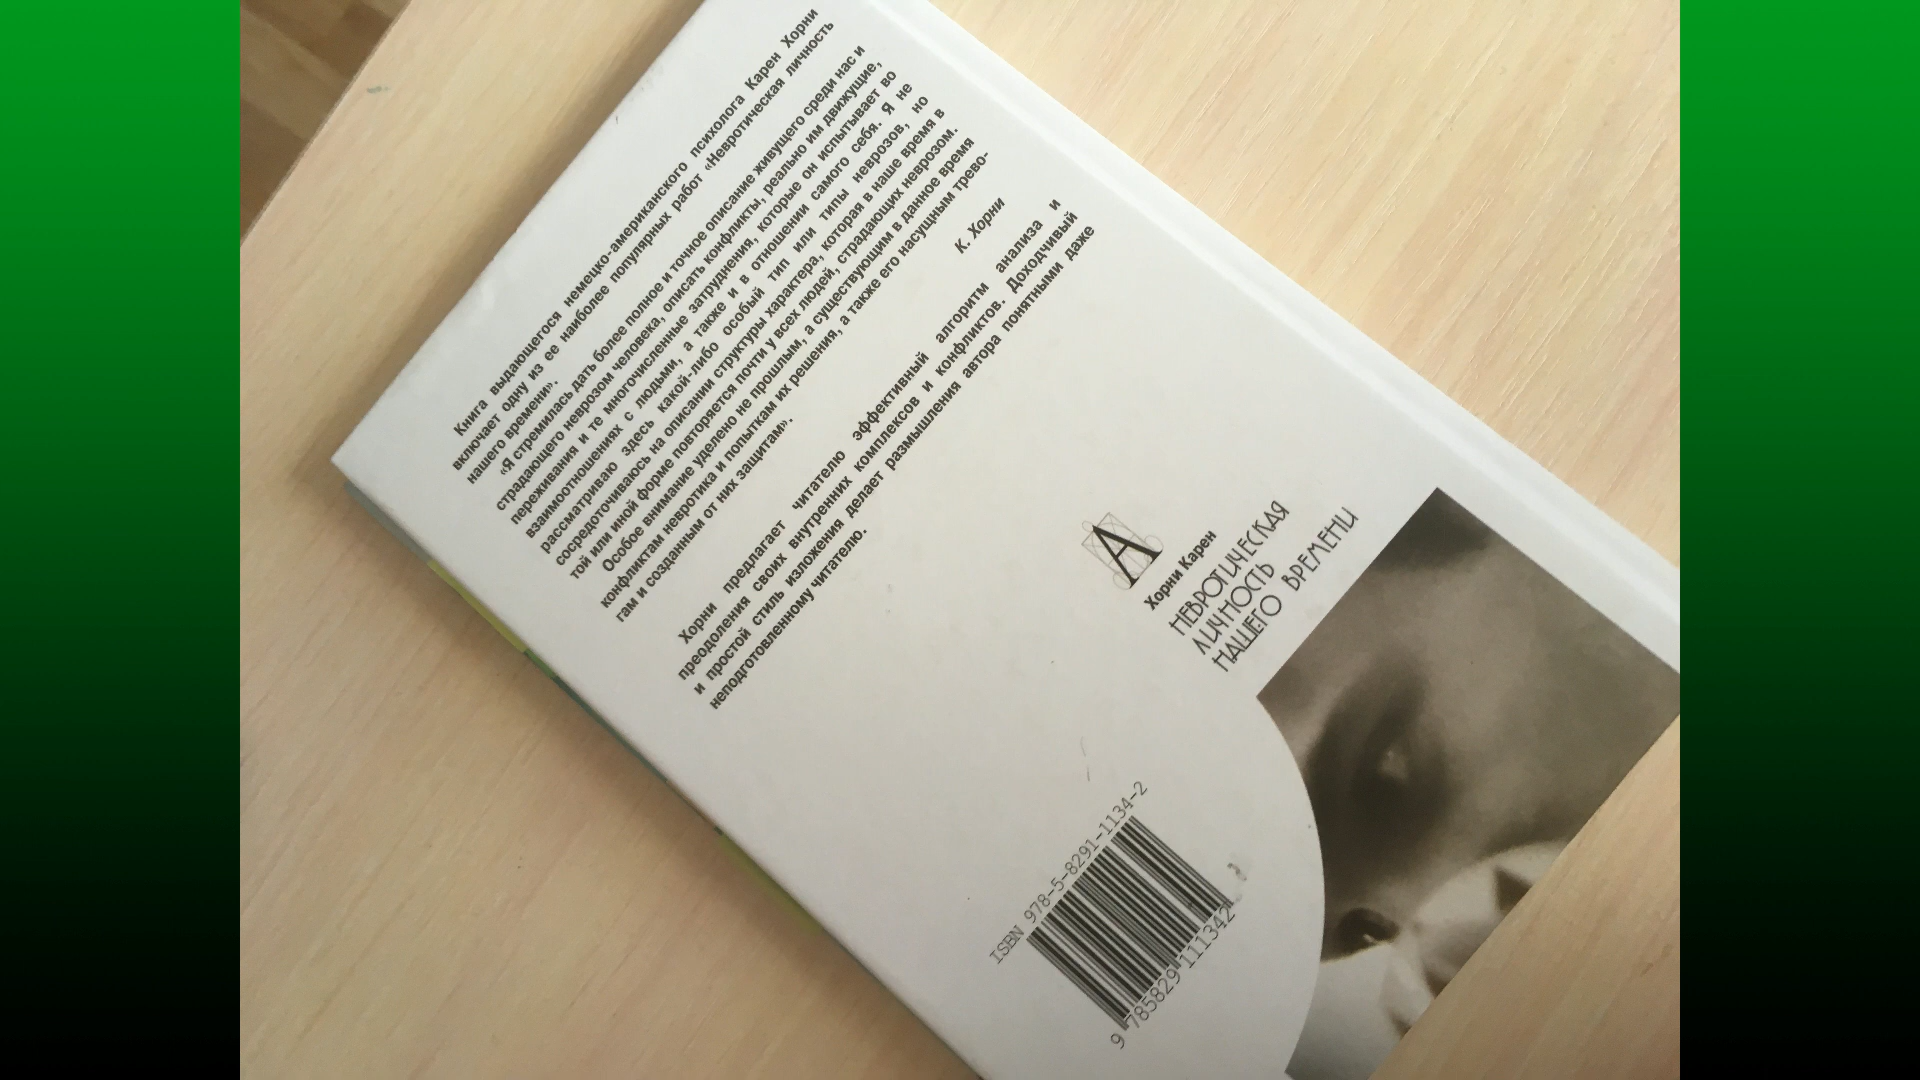 Книга выдающегося немецко-американского психолога Карен Хорни
включает одну из ее наиболее популярных работ «Невротическая личность
нашего времени».
«Я стремилась дать более полное и точное описание живущего среди нас и
страдающего неврозом человека, описать конфликты, реально им движущие,
переживания и те многочисленные затруднения, которые он испытывает во
взаимоотношениях с людьми, а также и в отношении самого себя. Я не
рассматриваю здесь какой-либо особый тип или типы неврозов, но
сосредоточиваюсь на описании структуры характера, которая в наше время в
той или иной форме повторяется почти у всех людей, страдающих неврозом.
Особое внимание уделено не прошлым, а существующим в данное время
конфликтам невротика и попыткам их решения, а также его насущным трево-
гам и созданным от них защитам».
К. Хорни
Хорни предлагает читателю эффективный алгоритм анализа и
преодоления своих внутренних комплексов и конфликтов. Доходчивый
и простой стиль изложения делает размышления автора понятными даже
неподготовленному читателю.
А
Хорни Карен
НЕВРОТИЧЕСКАЯ
ЛИЧНОСТЬ
НАШЕГО ВРЕМЕНИ
ISBN 978-5-8291-1134-2
9 785829 111342